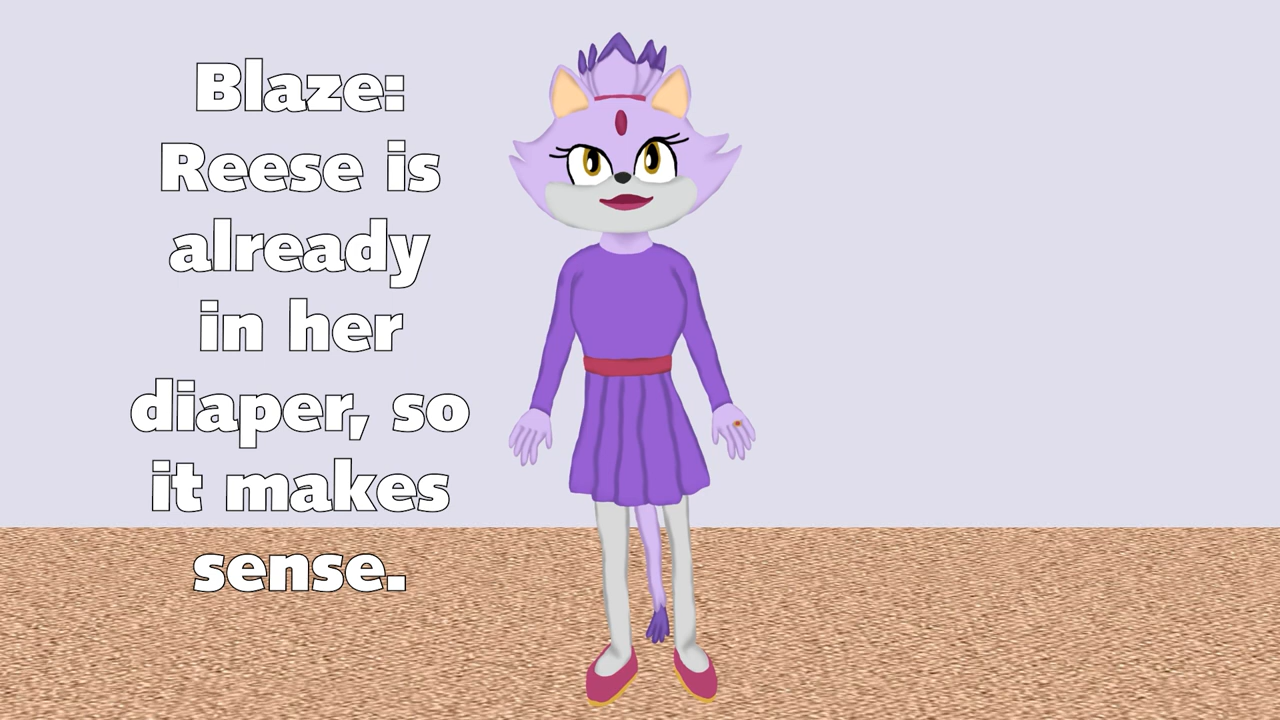 Blaze:
Reese is
already
in her
diaper, so
it makes
sense.